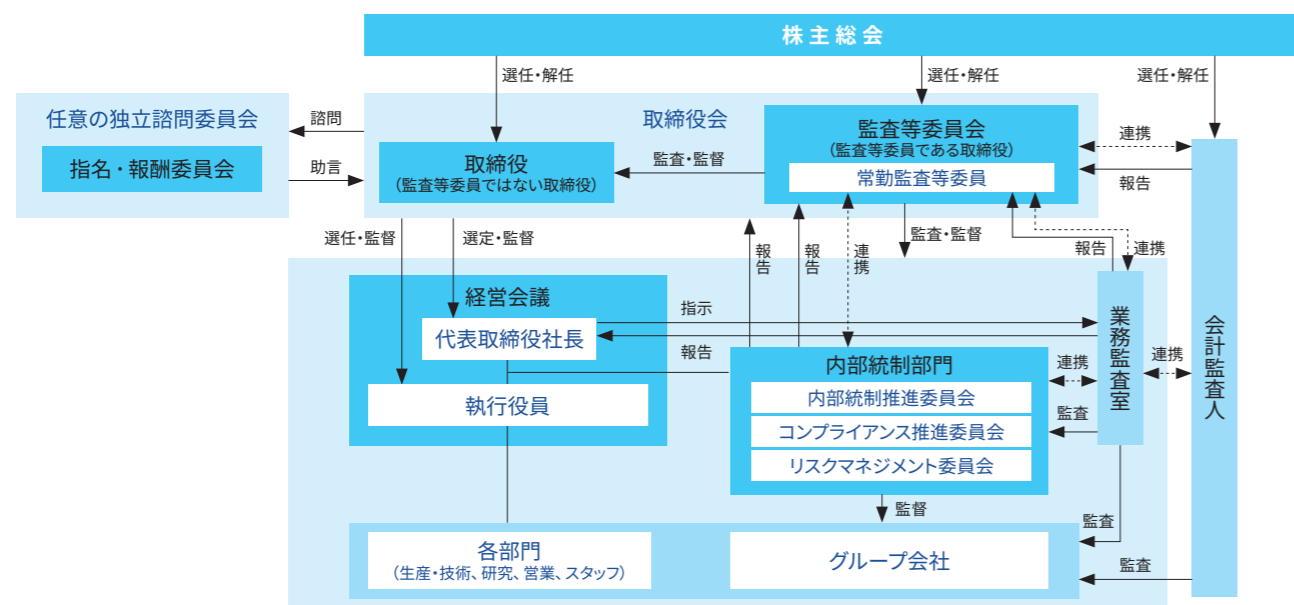 株主総会
選任・解任
選任・解任
選任・解任
任意の独立諮問委員会
指名・報酬委員会
諮問
助言
取締役会
取締役
(監査等委員ではない取締役)
監査・監督
監査等委員会
(監査等委員である取締役)
常勤監査等委員
連携
報告
選任・監督
選定・監督
報告
報告
連携
監査・監督
報告
連携
経営会議
代表取締役社長
執行役員
指示
報告
内部統制部門
内部統制推進委員会
コンプライアンス推進委員会
リスクマネジメント委員会
連携
監査
業務監査室
連携
会計監査人
監督
監査
監査
各部門
(生産・技術、研究、営業、スタッフ)
グループ会社